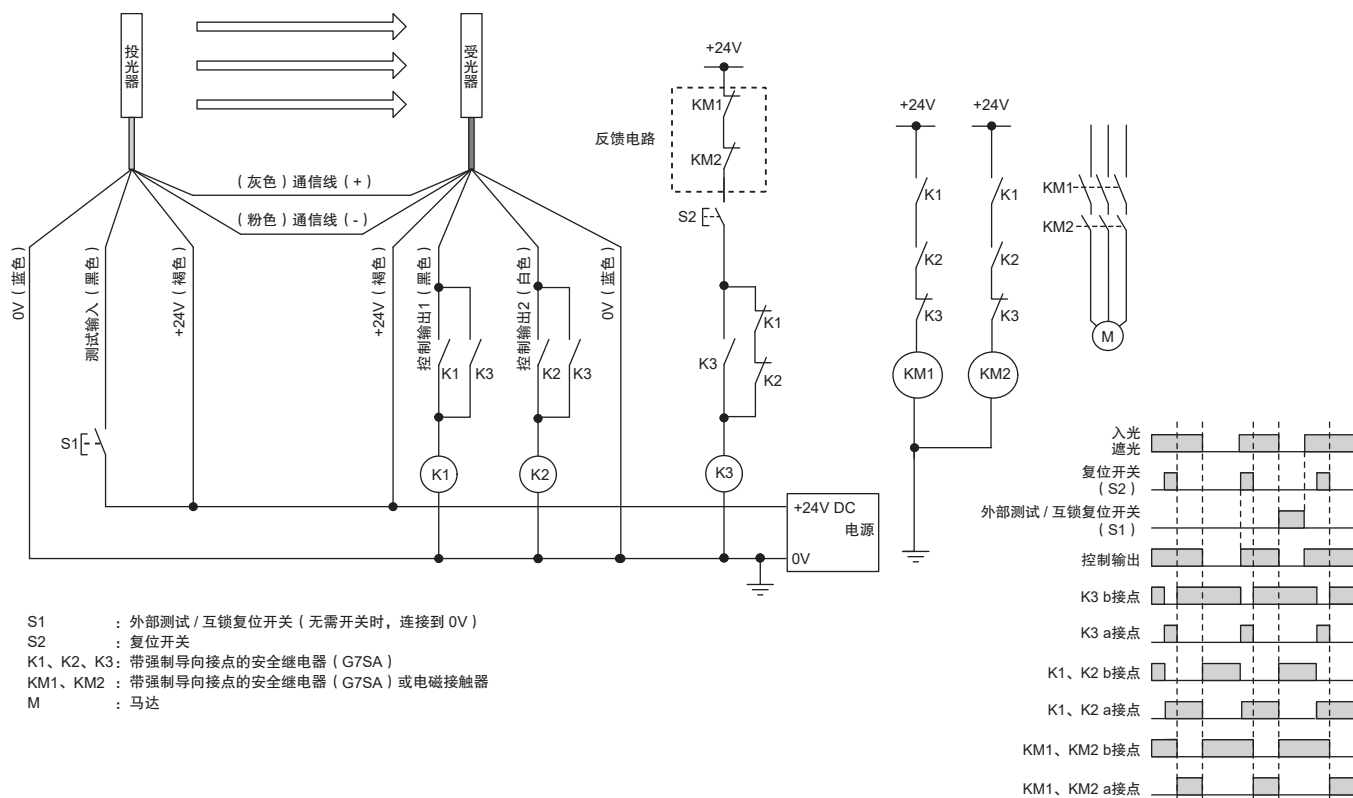 投光器
受光器
（灰色）通信线（+）
（粉色）通信线（-）
0V（蓝色）
测试输入（黑色）
+24V（褐色）
+24V（褐色）
控制输出1（黑色）
控制输出2（白色）
0V（蓝色）
S1
K1
K3
K2
K3
K1
K2
+24V
KM1
反馈电路
KM2
S2
K3
K1
K2
K3
+24V DC
电源
0V
+24V
+24V
K1
K1
K2
K2
K3
K3
KM1
KM2
KM1
KM2
M
入光
遮光
复位开关
（S2）
外部测试 / 互锁复位开关
（S1）
控制输出
K3 b接点
K3 a接点
K1、K2 b接点
K1、K2 a接点
KM1、KM2 b接点
KM1、KM2 a接点
S1 ：外部测试 / 互锁复位开关（无需开关时，连接到 0V）
S2 ：复位开关
K1、K2、K3：带强制导向接点的安全继电器（G7SA）
KM1、KM2 ：带强制导向接点的安全继电器（G7SA）或电磁接触器
M ：马达